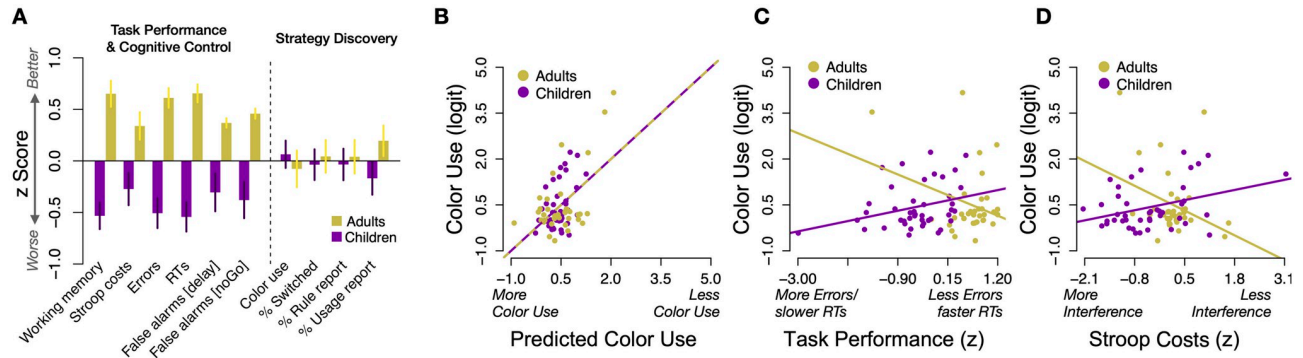 A
Task Performance
& Cognitive Control
Strategy Discovery
Better
Worse
z Score
1.0
0.5
0
−0.5
−1.0
Adults
Children
Working memory
Stroop costs
Errors
RTs
False alarms [delay]
False alarms [noGo]
Color use
% Switched
% Rule report
% Usage report
B
Adults
Children
Color Use (logit)
5.0
3.5
2.0
0.5
−1.0
−1.0
0.5
2.0
3.5
5.0
More
Color Use
Less
Color Use
Predicted Color Use
C
Adults
Children
Color Use (logit)
5.0
3.5
2.0
0.5
−1.0
−3.00
−0.90
0.15
1.20
More Errors/
slower RTs
Less Errors
faster RTs
Task Performance (z)
D
Adults
Children
Color Use (logit)
5.0
3.5
2.0
0.5
−1.0
−2.1
−0.8
0.5
1.8
3.1
More
Interference
Less
Interference
Stroop Costs (z)